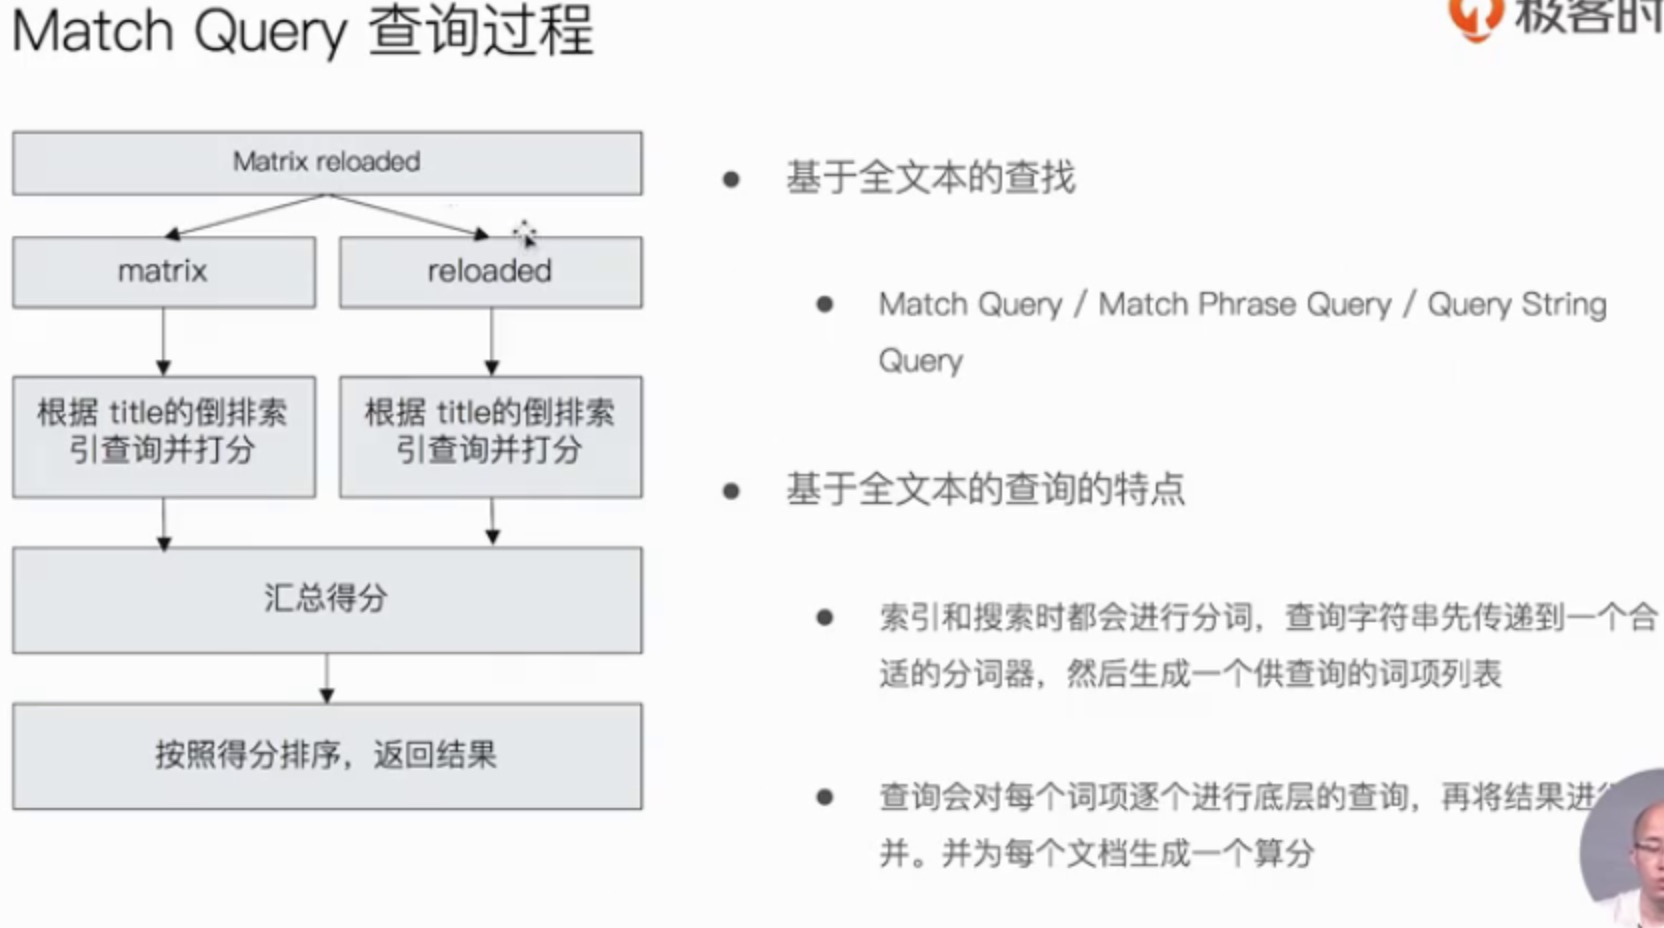 Match Query 查询过程
极客时
Matrix reloaded
matrix
reloaded
根据 title的倒排索
引查询并打分
根据 title的倒排索
引查询并打分
汇总得分
按照得分排序，返回结果
基于全文本的查找
Match Query / Match Phrase Query / Query String
Query
基于全文本的查询的特点
索引和搜索时都会进行分词，查询字符串先传递到一个合
适的分词器，然后生成一个供查询的词项列表
查询会对每个词项逐个进行底层的查询，再将结果进
并。并为每个文档生成一个算分